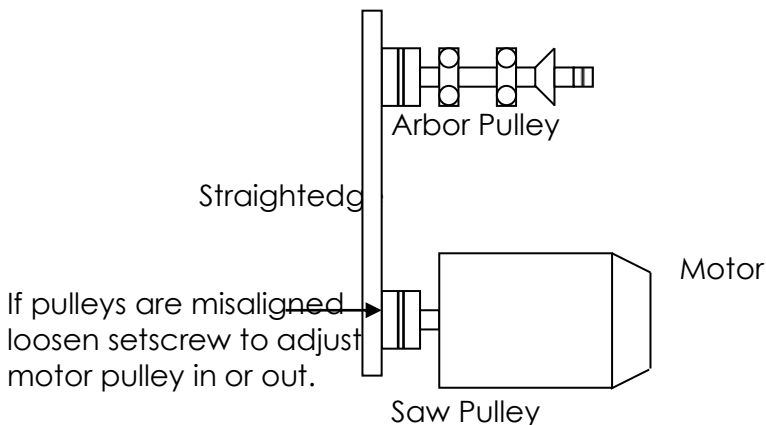 Arbor Pulley
Straightedg
Motor
If pulleys are misaligned
loosen setscrew to adjust
motor pulley in or out.
Saw Pulley